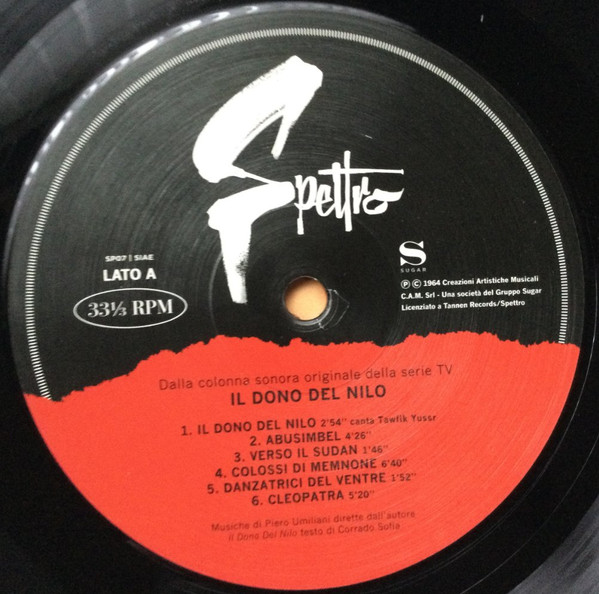 Spettro
SP07 | SIAE
LATO A
33⅓ RPM
S
SUGAR
Ⓟ © 1964 Creazioni Artistiche Musicali
C.A.M. Srl - Una società del Gruppo Sugar
Licenziato a Tannen Records/Spettro
Dalla colonna sonora originale della serie TV
IL DONO DEL NILO
1. IL DONO DEL NILO 2'54'' canta Towfik Yussr
2. ABUSIMBEL 4'26''
3. VERSO IL SUDAN 1'46''
4. COLOSSI DI MEMNONE 6'40''
5. DANZATRICI DEL VENTRE 1'52''
6. CLEOPATRA 5'20''
Musiche di Piero Umiliani dirette dall'autore
Il Dono Del Nilo testo di Corrado Sofia